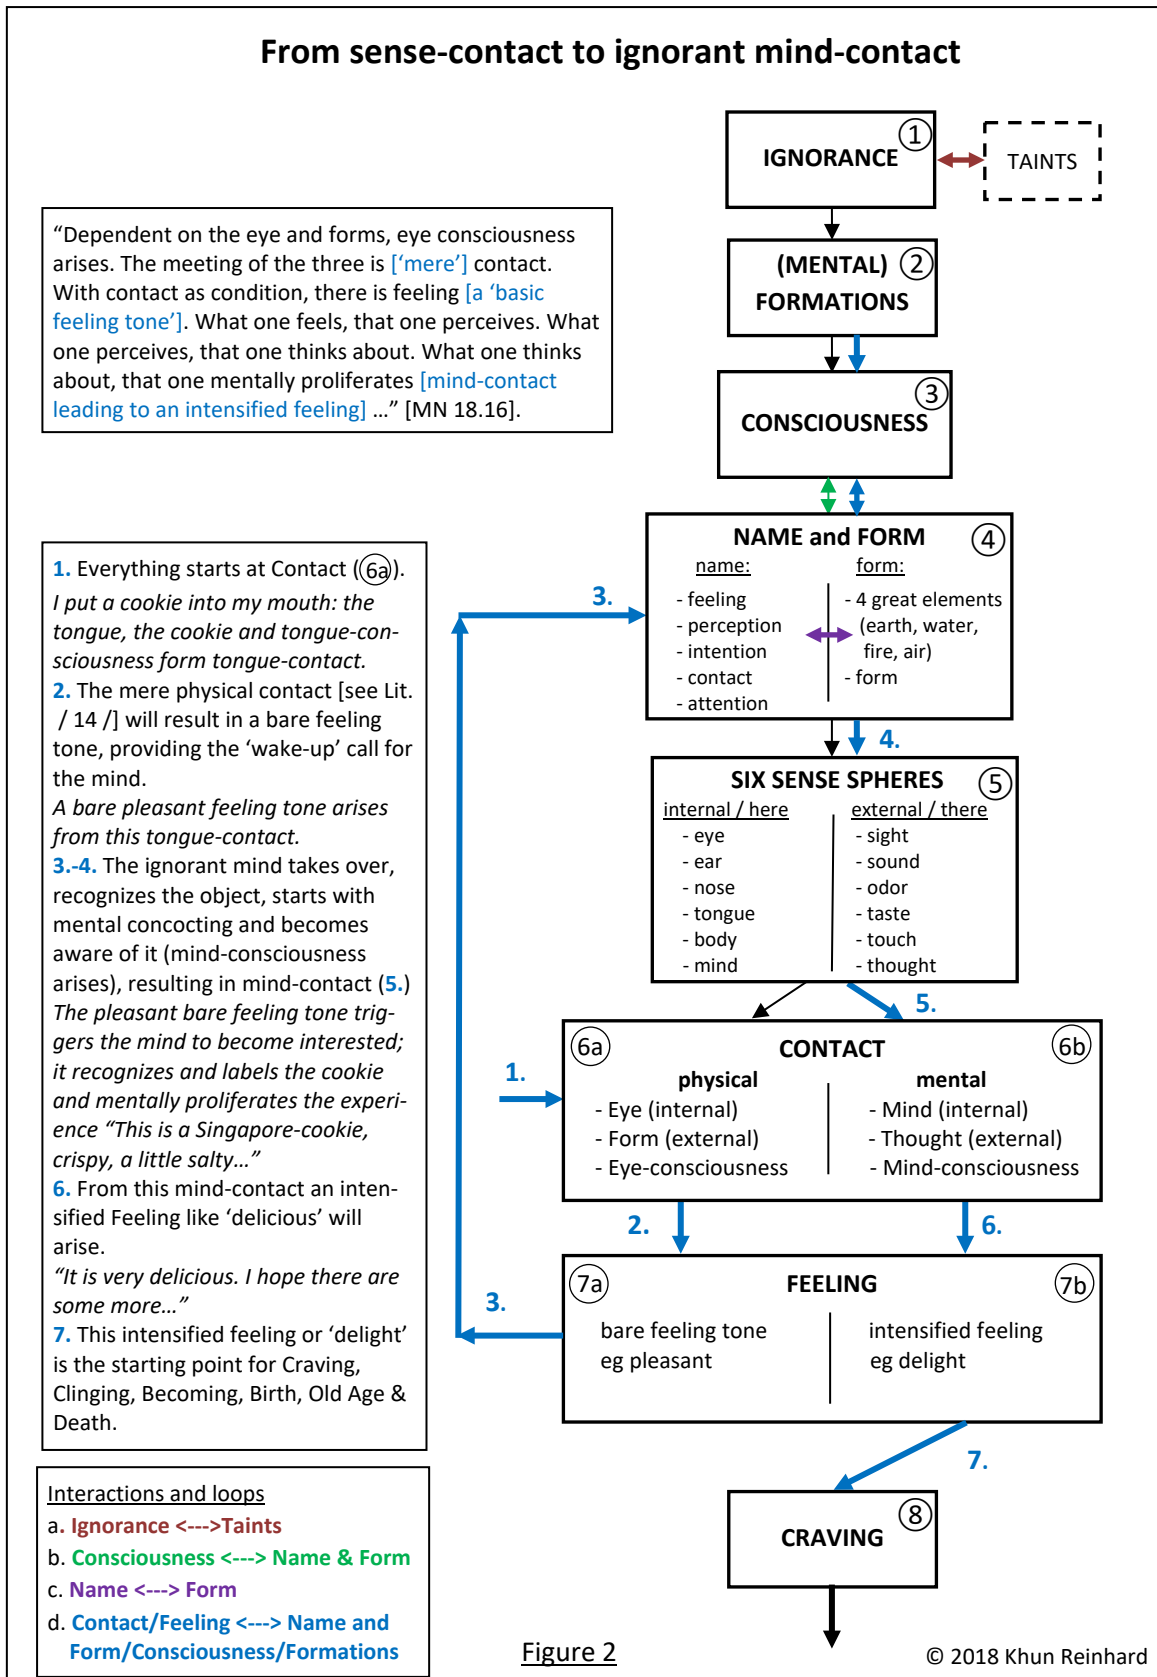 From sense-contact to ignorant mind-contact
1
IGNORANCE
TAINTS
“Dependent on the eye and forms, eye consciousness
arises. The meeting of the three is [‘mere’] contact.
With contact as condition, there is feeling [a ‘basic
feeling tone’]. What one feels, that one perceives. What
one perceives, that one thinks about. What one thinks
about, that one mentally proliferates [mind-contact
leading to an intensified feeling] …” [MN 18.16].
(MENTAL)
FORMATIONS
2
3
CONSCIOUSNESS
NAME and FORM
4
name:
- feeling
- perception
- intention
- contact
- attention
form:
- 4 great elements
(earth, water,
fire, air)
- form
3.
4.
1. Everything starts at Contact (6a).
I put a cookie into my mouth: the
tongue, the cookie and tongue-con-
sciousness form tongue-contact.
2. The mere physical contact [see Lit.
/ 14 /] will result in a bare feeling
tone, providing the ‘wake-up’ call for
the mind.
A bare pleasant feeling tone arises
from this tongue-contact.
3.-4. The ignorant mind takes over,
recognizes the object, starts with
mental concocting and becomes
aware of it (mind-consciousness
arises), resulting in mind-contact (5.)
The pleasant bare feeling tone trig-
gers the mind to become interested;
it recognizes and labels the cookie
and mentally proliferates the experi-
ence “This is a Singapore-cookie,
crispy, a little salty…”
6. From this mind-contact an inten-
sified Feeling like ‘delicious’ will
arise.
“It is very delicious. I hope there are
some more…”
7. This intensified feeling or ‘delight’
is the starting point for Craving,
Clinging, Becoming, Birth, Old Age &
Death.
SIX SENSE SPHERES
5
internal / here
- eye
- ear
- nose
- tongue
- body
- mind
external / there
- sight
- sound
- odor
- taste
- touch
- thought
5.
6a
CONTACT
6b
1.
physical
- Eye (internal)
- Form (external)
- Eye-consciousness
mental
- Mind (internal)
- Thought (external)
- Mind-consciousness
2.
6.
7a
FEELING
7b
3.
bare feeling tone
eg pleasant
intensified feeling
eg delight
7.
8
CRAVING
Interactions and loops
a. Ignorance <--->Taints
b. Consciousness <---> Name & Form
c. Name <---> Form
d. Contact/Feeling <---> Name and
Form/Consciousness/Formations
Figure 2
© 2018 Khun Reinhard